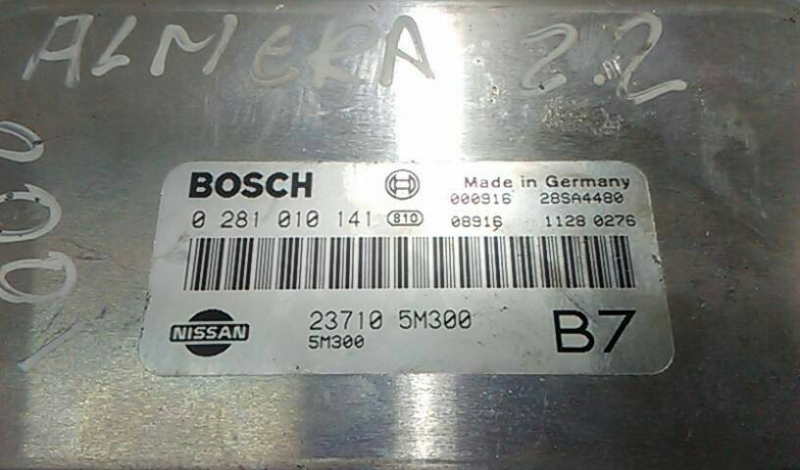 ALMERA 2.2
000
BOSCH
Made in Germany
000916 28SA4480
0 281 010 141 810
08916 1128 0276
NISSAN
23710 5M300
5M300
B7